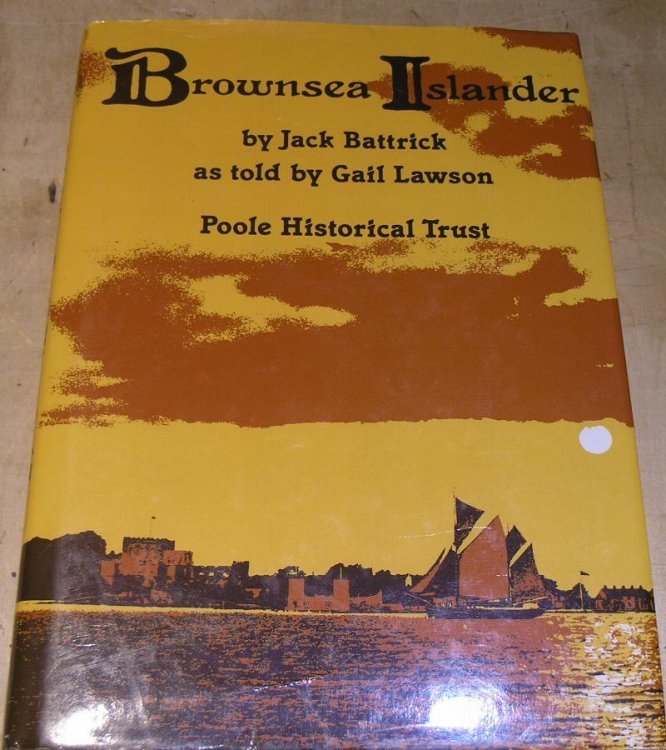 Brownsea Islander
by Jack Battrick
as told by Gail Lawson
Poole Historical Trust